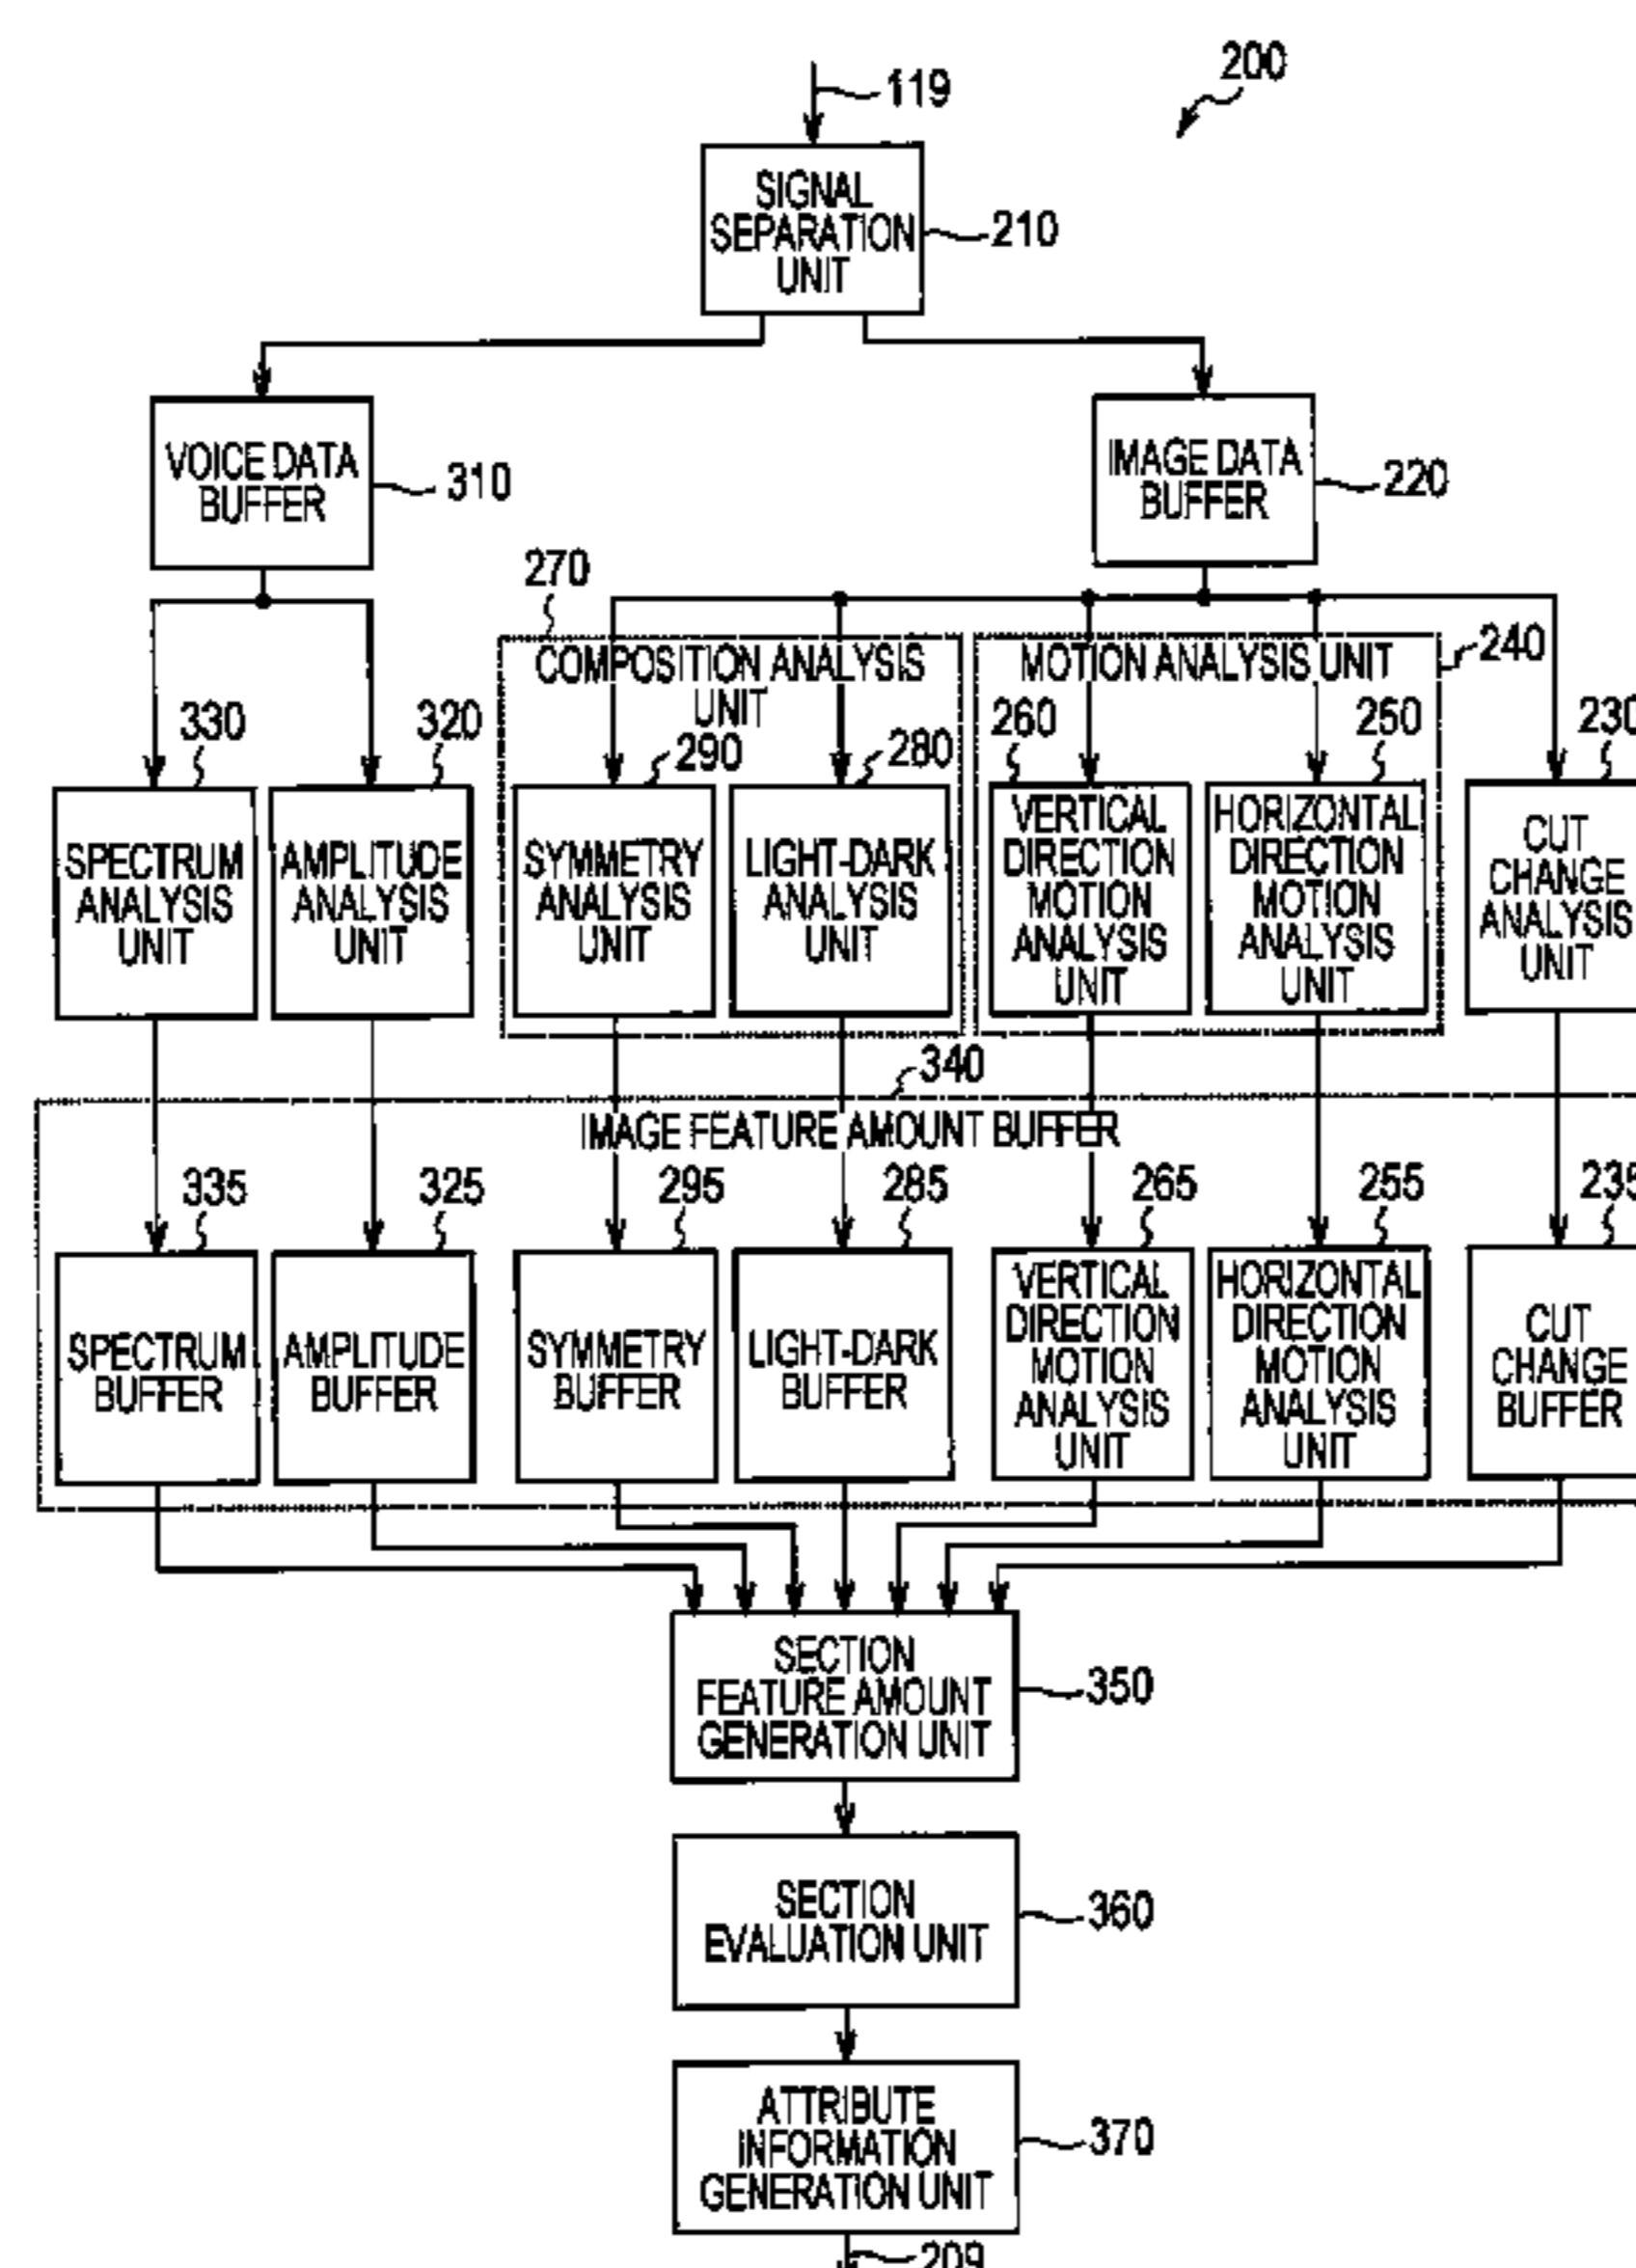 200
119
SIGNAL
SEPARATION
UNIT
210
VOICE DATA
BUFFER
310
IMAGE DATA
BUFFER
220
270
COMPOSITION ANALYSIS
UNIT
MOTION ANALYSIS UNIT
240
330
320
290
280
260
250
230
SPECTRUM
ANALYSIS
UNIT
AMPLITUDE
ANALYSIS
UNIT
SYMMETRY
ANALYSIS
UNIT
LIGHT-DARK
ANALYSIS
UNIT
VERTICAL
DIRECTION
MOTION
ANALYSIS
UNIT
HORIZONTAL
DIRECTION
MOTION
ANALYSIS
UNIT
CUT
CHANGE
ANALYSIS
UNIT
340
IMAGE FEATURE AMOUNT BUFFER
335
325
295
285
265
255
235
SPECTRUM
BUFFER
AMPLITUDE
BUFFER
SYMMETRY
BUFFER
LIGHT-DARK
BUFFER
VERTICAL
DIRECTION
MOTION
ANALYSIS
UNIT
HORIZONTAL
DIRECTION
MOTION
ANALYSIS
UNIT
CUT
CHANGE
BUFFER
SECTION
FEATURE AMOUNT
GENERATION UNIT
350
SECTION
EVALUATION UNIT
360
ATTRIBUTE
INFORMATION
GENERATION UNIT
370
209